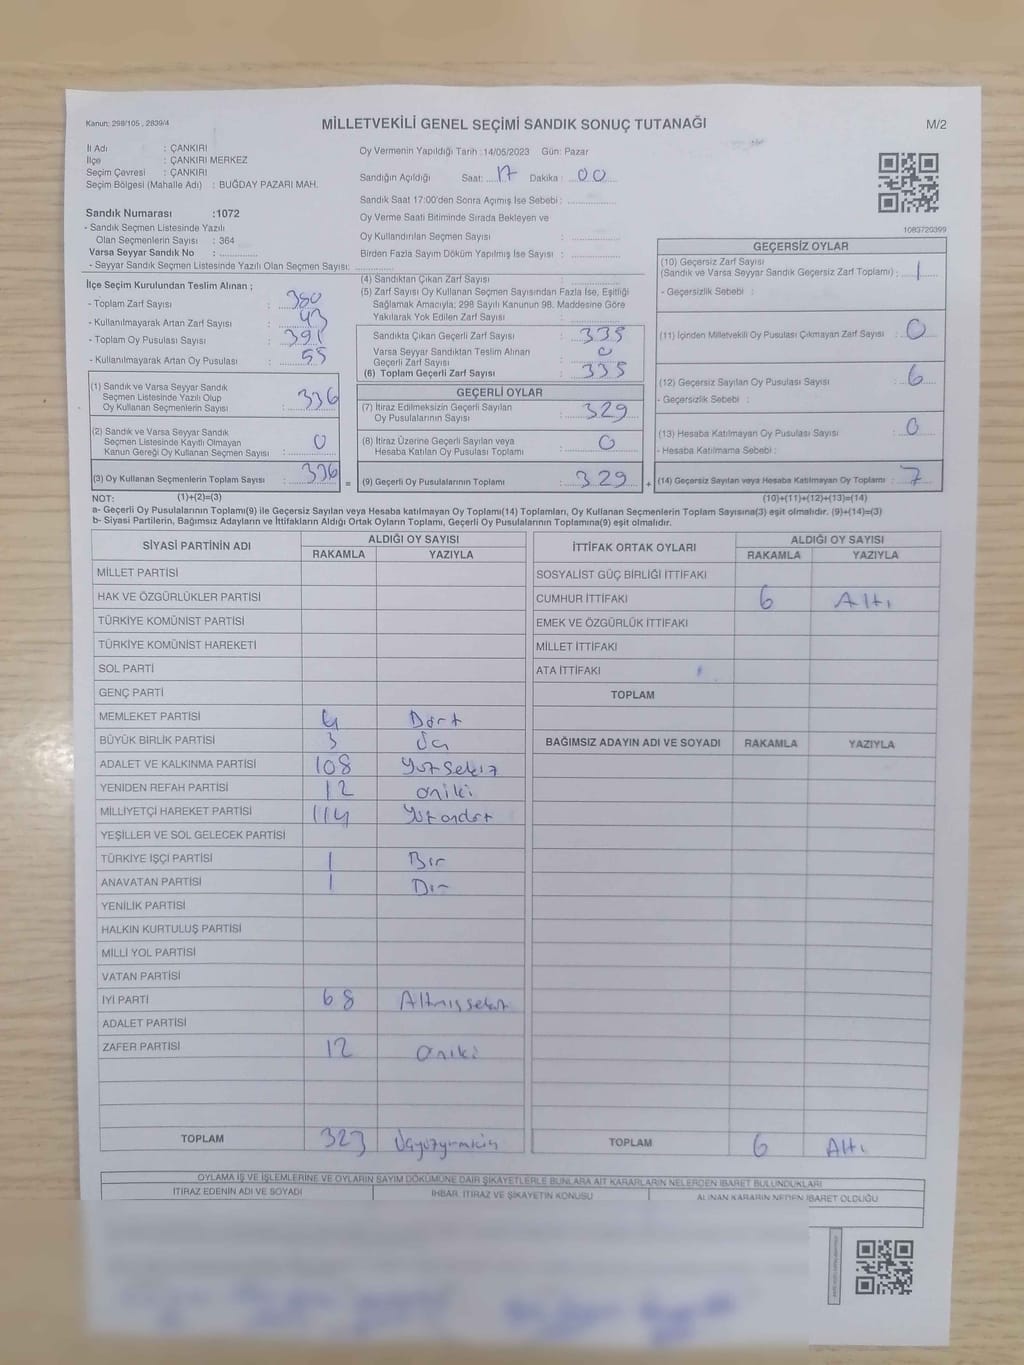 Kanun: 298/105 , 2839/4
MİLLETVEKİLİ GENEL SEÇİMİ SANDIK SONUÇ TUTANAĞI
M/2
İl Adı : ÇANKIRI
İlçe : ÇANKIRI MERKEZ
Seçim Çevresi : ÇANKIRI
Seçim Bölgesi (Mahalle Adı) : BUĞDAY PAZARI MAH.
Sandık Numarası :1072
- Sandık Seçmen Listesinde Yazılı
Olan Seçmenlerin Sayısı : 364
Varsa Seyyar Sandık No :
- Seyyar Sandık Seçmen Listesinde Yazılı Olan Seçmen Sayısı:
İlçe Seçim Kurulundan Teslim Alınan ;
- Toplam Zarf Sayısı : 380
- Kullanılmayarak Artan Zarf Sayısı : 43
- Toplam Oy Pusulası Sayısı : 391
- Kullanılmayarak Artan Oy Pusulası : 55
(1) Sandık ve Varsa Seyyar Sandık
Seçmen Listesinde Yazılı Olup
Oy Kullanan Seçmenlerin Sayısı : 336
(2) Sandık ve Varsa Seyyar Sandık
Seçmen Listesinde Kayıtlı Olmayan
Kanun Gereği Oy Kullanan Seçmen Sayısı : 0
(3) Oy Kullanan Seçmenlerin Toplam Sayısı : 336
Oy Vermenin Yapıldığı Tarih :14/05/2023 Gün: Pazar
Sandığın Açıldığı Saat: 17 Dakika : 00
Sandık Saat 17:00'den Sonra Açımış İse Sebebi :
Oy Verme Saati Bitiminde Sırada Bekleyen ve
Oy Kullandırılan Seçmen Sayısı :
Birden Fazla Sayım Döküm Yapılmış İse Sayısı :
(4) Sandıktan Çıkan Zarf Sayısı :
(5) Zarf Sayısı Oy Kullanan Seçmen Sayısından Fazla İse, Eşitliği
Sağlamak Amacıyla; 298 Sayılı Kanunun 98. Maddesine Göre
Yakılarak Yok Edilen Zarf Sayısı :
Sandıkta Çıkan Geçerli Zarf Sayısı : 335
Varsa Seyyar Sandıktan Teslim Alınan
Geçerli Zarf Sayısı : 0
(6) Toplam Geçerli Zarf Sayısı : 335
GEÇERLİ OYLAR
(7) İtiraz Edilmeksizin Geçerli Sayılan
Oy Pusulalarının Sayısı : 329
(8) İtiraz Üzerine Geçerli Sayılan veya
Hesaba Katılan Oy Pusulası Toplamı : 0
= (9) Geçerli Oy Pusulalarının Toplamı : 329 +
1083720399
GEÇERSİZ OYLAR
(10) Geçersiz Zarf Sayısı
(Sandık ve Varsa Seyyar Sandık Geçersiz Zarf Toplamı) : 1
- Geçersizlik Sebebi :
(11) İçinden Milletvekili Oy Pusulası Çıkmayan Zarf Sayısı : 0
(12) Geçersiz Sayılan Oy Pusulası Sayısı : 6
- Geçersizlik Sebebi :
(13) Hesaba Katılmayan Oy Pusulası Sayısı : 0
- Hesaba Katılmama Sebebi :
(14) Geçersiz Sayılan veya Hesaba Katılmayan Oy Toplamı : 7
NOT: (1)+(2)=(3) (10)+(11)+(12)+(13)=(14)
a- Geçerli Oy Pusulalarının Toplamı(9) ile Geçersiz Sayılan veya Hesaba katılmayan Oy Toplamı(14) Toplamları, Oy Kullanan Seçmenlerin Toplam Sayısına(3) eşit olmalıdır. (9)+(14)=(3)
b- Siyasi Partilerin, Bağımsız Adayların ve İttifakların Aldığı Ortak Oyların Toplamı, Geçerli Oy Pusulalarının Toplamına(9) eşit olmalıdır.
SİYASİ PARTİNİN ADI ALDIĞI OY SAYISI
RAKAMLA YAZIYLA
MİLLET PARTİSİ
HAK VE ÖZGÜRLÜKLER PARTİSİ
TÜRKİYE KOMÜNİST PARTİSİ
TÜRKİYE KOMÜNİST HAREKETİ
SOL PARTİ
GENÇ PARTİ
MEMLEKET PARTİSİ 4 Dört
BÜYÜK BİRLİK PARTİSİ 3 Üç
ADALET VE KALKINMA PARTİSİ 108 Yüzsekiz
YENİDEN REFAH PARTİSİ 12 oniki
MİLLİYETÇİ HAREKET PARTİSİ 114 Yüzondört
YEŞİLLER VE SOL GELECEK PARTİSİ
TÜRKİYE İŞÇİ PARTİSİ 1 Bir
ANAVATAN PARTİSİ 1 Bir
YENİLİK PARTİSİ
HALKIN KURTULUŞ PARTİSİ
MİLLİ YOL PARTİSİ
VATAN PARTİSİ
İYİ PARTİ 68 Altmışsekiz
ADALET PARTİSİ
ZAFER PARTİSİ 12 oniki
TOPLAM 323 Üçyüzyirmiüç
İTTİFAK ORTAK OYLARI ALDIĞI OY SAYISI
RAKAMLA YAZIYLA
SOSYALİST GÜÇ BİRLİĞİ İTTİFAKI
CUMHUR İTTİFAKI 6 Altı
EMEK VE ÖZGÜRLÜK İTTİFAKI
MİLLET İTTİFAKI
ATA İTTİFAKI
TOPLAM
BAĞIMSIZ ADAYIN ADI VE SOYADI RAKAMLA YAZIYLA
TOPLAM 6 Altı
OYLAMA İŞ VE İŞLEMLERİNE VE OYLARIN SAYIM DÖKÜMÜNE DAİR ŞİKAYETLERLE BUNLARA AİT KARARLARIN NELERDEN İBARET BULUNDUKLARI
İTİRAZ EDENİN ADI VE SOYADI İHBAR, İTİRAZ VE ŞİKAYETİN KONUSU ALINAN KARARIN NEDEN İBARET OLDUĞU